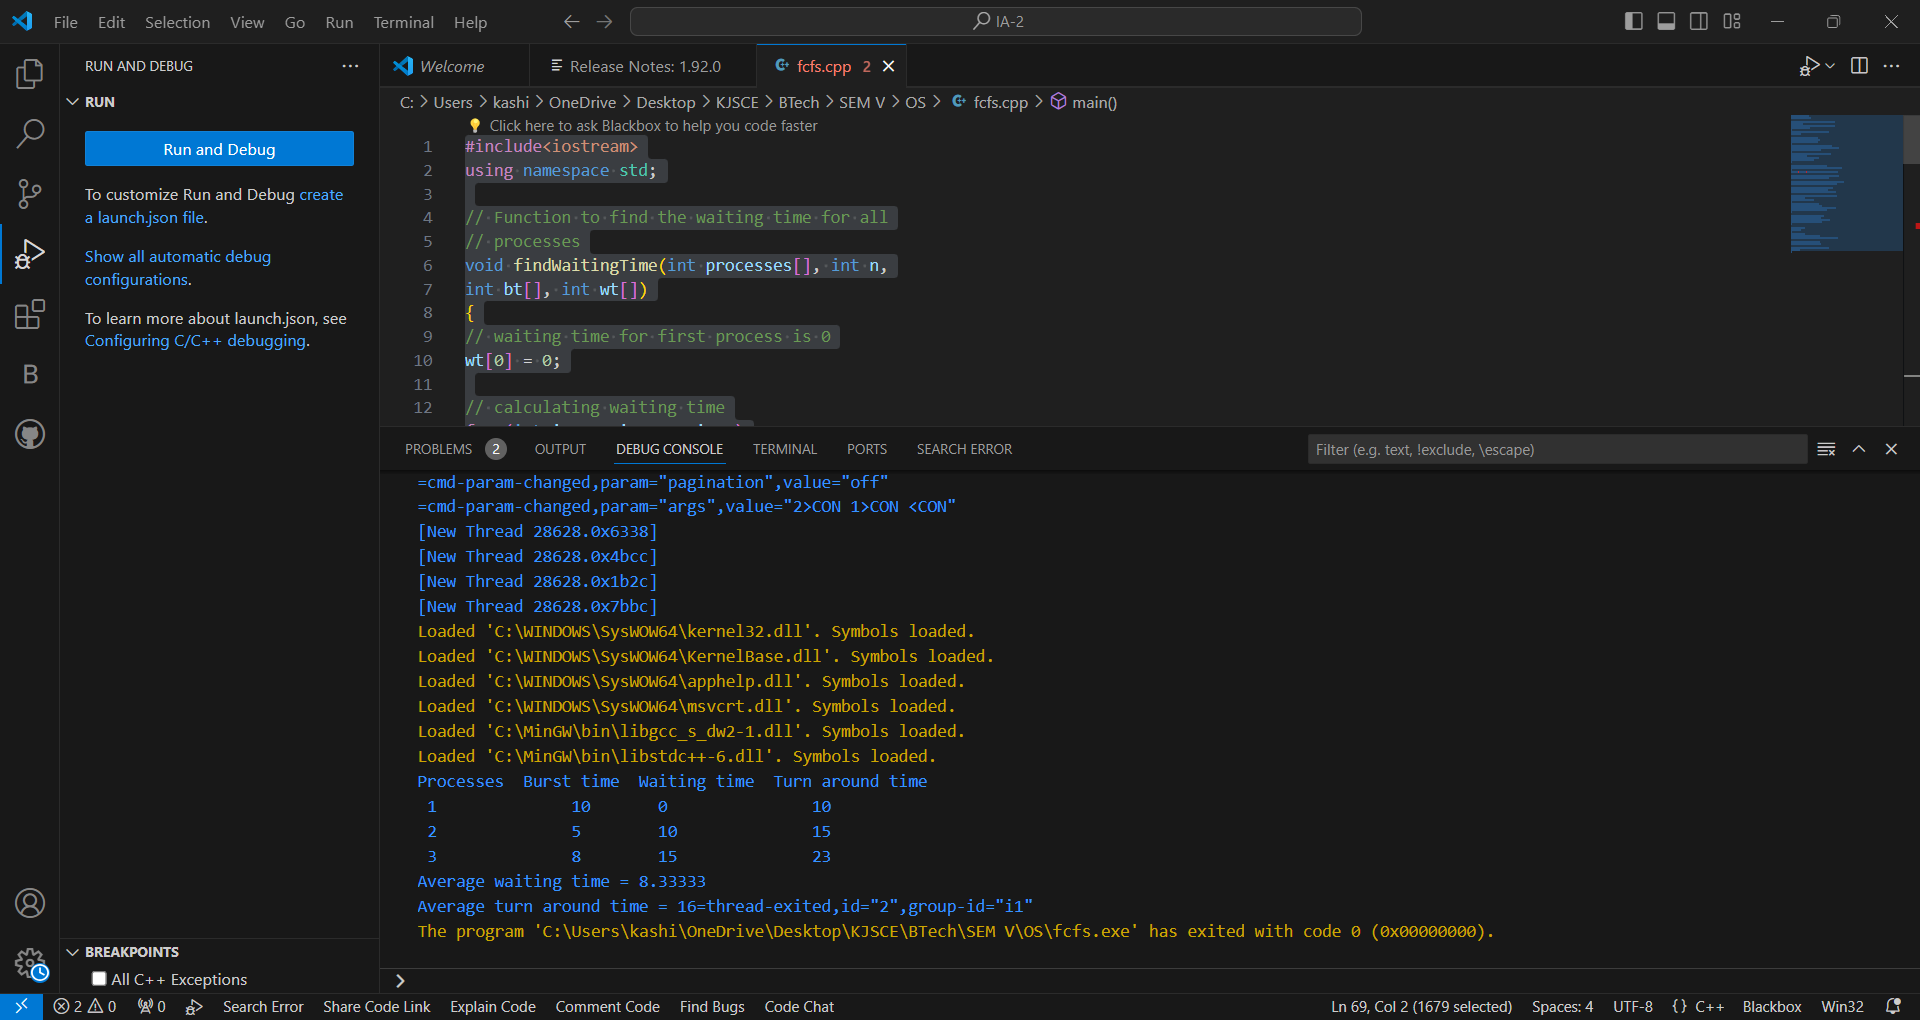 File Edit Selection View Go Run Terminal Help
IA-2
RUN AND DEBUG
RUN
Run and Debug
To customize Run and Debug create
a launch.json file.
Show all automatic debug
configurations.
To learn more about launch.json, see
Configuring C/C++ debugging.
B
Welcome
Release Notes: 1.92.0
fcfs.cpp 2
C: > Users > kashi > OneDrive > Desktop > KJSCE > BTech > SEM V > OS > fcfs.cpp > main()
Click here to ask Blackbox to help you code faster
1 #include<iostream>
2 using namespace std;
3
4 // Function to find the waiting time for all
5 // processes
6 void findWaitingTime(int processes[], int n,
7 int bt[], int wt[])
8 {
9 // waiting time for first process is 0
10 wt[0] = 0;
11
12 // calculating waiting time
PROBLEMS 2 OUTPUT DEBUG CONSOLE TERMINAL PORTS SEARCH ERROR
Filter (e.g. text, !exclude, \escape)
=cmd-param-changed,param="pagination",value="off"
=cmd-param-changed,param="args",value="2>CON 1>CON <CON"
[New Thread 28628.0x6338]
[New Thread 28628.0x4bcc]
[New Thread 28628.0x1b2c]
[New Thread 28628.0x7bbc]
Loaded 'C:\WINDOWS\SysWOW64\kernel32.dll'. Symbols loaded.
Loaded 'C:\WINDOWS\SysWOW64\KernelBase.dll'. Symbols loaded.
Loaded 'C:\WINDOWS\SysWOW64\apphelp.dll'. Symbols loaded.
Loaded 'C:\WINDOWS\SysWOW64\msvcrt.dll'. Symbols loaded.
Loaded 'C:\MinGW\bin\libgcc_s_dw2-1.dll'. Symbols loaded.
Loaded 'C:\MinGW\bin\libstdc++-6.dll'. Symbols loaded.
Processes Burst time Waiting time Turn around time
1 10 0 10
2 5 10 15
3 8 15 23
Average waiting time = 8.33333
Average turn around time = 16=thread-exited,id="2",group-id="i1"
The program 'C:\Users\kashi\OneDrive\Desktop\KJSCE\BTech\SEM V\OS\fcfs.exe' has exited with code 0 (0x00000000).
>
BREAKPOINTS
All C++ Exceptions
2 0 0 Search Error Share Code Link Explain Code Comment Code Find Bugs Code Chat
Ln 69, Col 2 (1679 selected) Spaces: 4 UTF-8 {} C++ Blackbox Win32